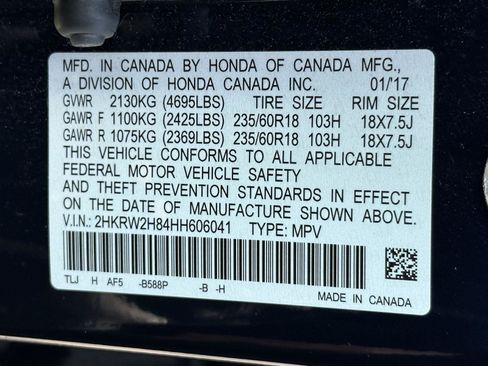 MFD. IN CANADA BY HONDA OF CANADA MFG.,
A DIVISION OF HONDA CANADA INC. 01/'17
GVWR 2130KG (4695LBS) TIRE SIZE RIM SIZE
GAWR F 1100KG (2425LBS) 235/60R18 103H 18X7.5J
GAWR R 1075KG (2369LBS) 235/60R18 103H 18X7.5J
THIS VEHICLE CONFORMS TO ALL APPLICABLE
FEDERAL MOTOR VEHICLE SAFETY
AND THEFT PREVENTION STANDARDS IN EFFECT
ON THE DATE OF MANUFACTURE SHOWN ABOVE.
V.I.N.: 2HKRW2H84HH606041 TYPE: MPV
TLJ H AF5 -B588P -B -H
MADE IN CANADA